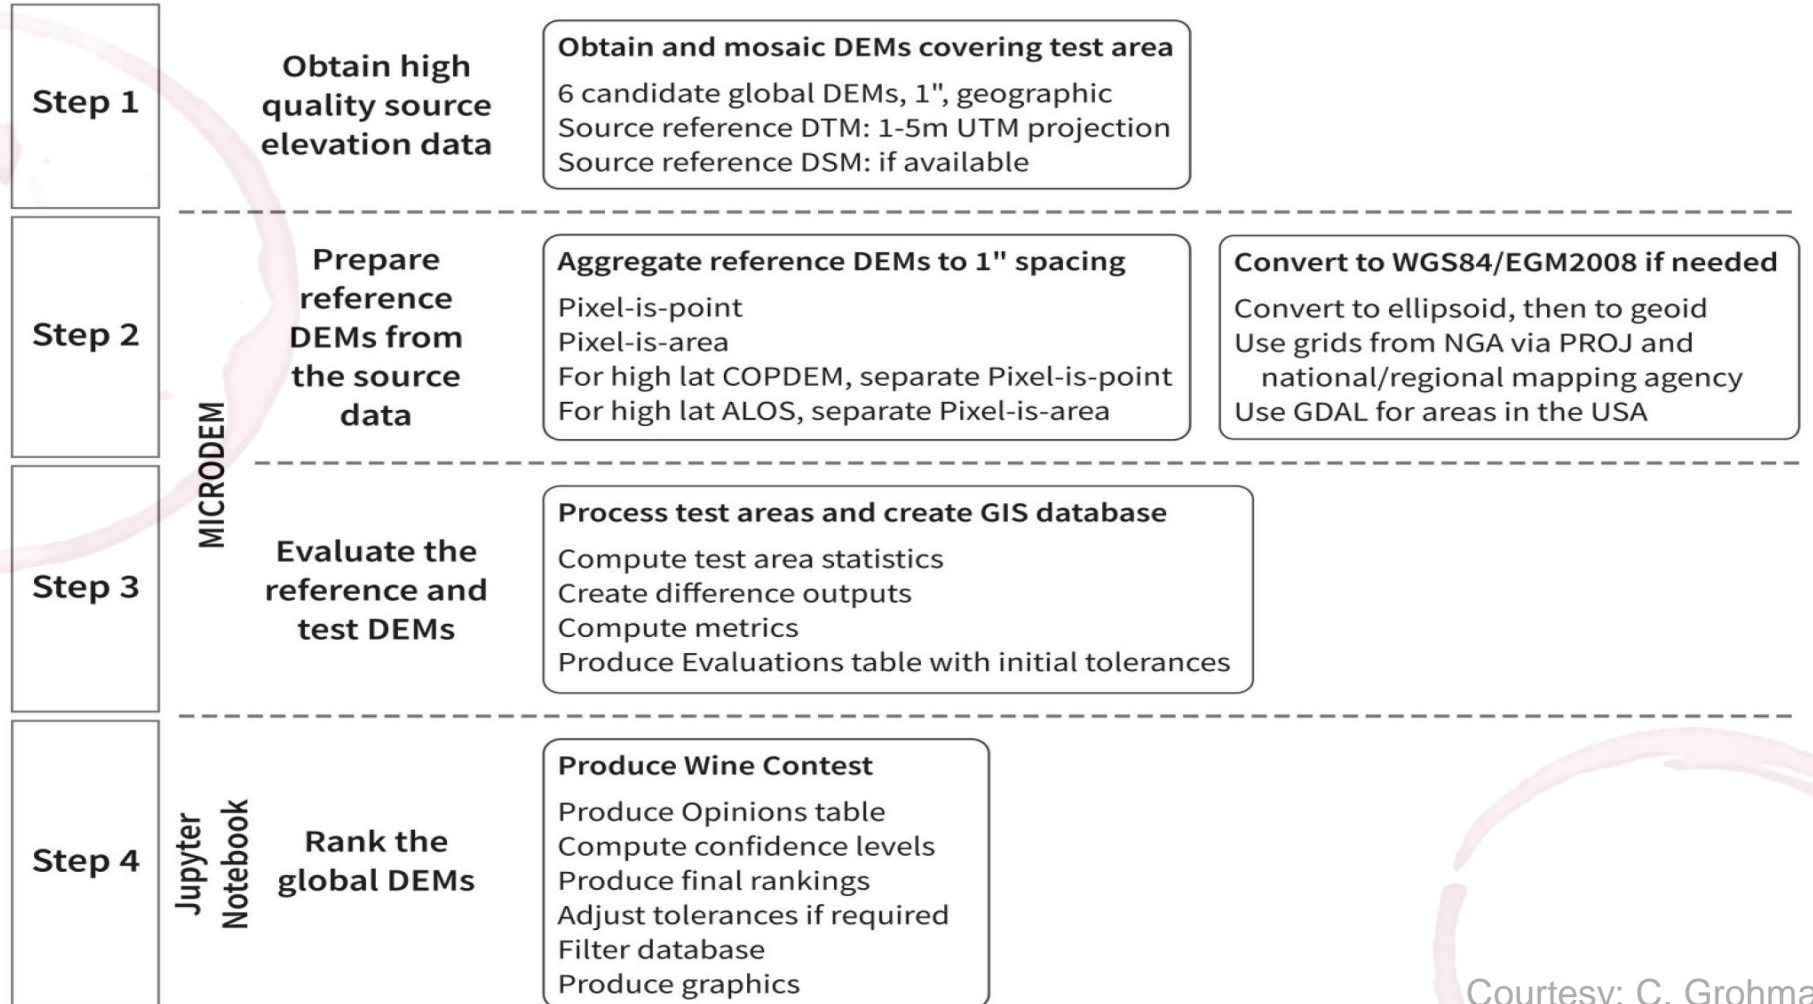 Step 1
Obtain high
quality source
elevation data
Obtain and mosaic DEMs covering test area
6 candidate global DEMs, 1", geographic
Source reference DTM: 1-5m UTM projection
Source reference DSM: if available
Step 2
Prepare
reference
DEMs from
the source
data
Aggregate reference DEMs to 1" spacing
Pixel-is-point
Pixel-is-area
For high lat COPDEM, separate Pixel-is-point
For high lat ALOS, separate Pixel-is-area
Convert to WGS84/EGM2008 if needed
Convert to ellipsoid, then to geoid
Use grids from NGA via PROJ and
national/regional mapping agency
Use GDAL for areas in the USA
MICRODEM
Step 3
Evaluate the
reference and
test DEMs
Process test areas and create GIS database
Compute test area statistics
Create difference outputs
Compute metrics
Produce Evaluations table with initial tolerances
Step 4
Jupyter
Notebook
Rank the
global DEMs
Produce Wine Contest
Produce Opinions table
Compute confidence levels
Produce final rankings
Adjust tolerances if required
Filter database
Produce graphics
Courtesy: C. Grohma